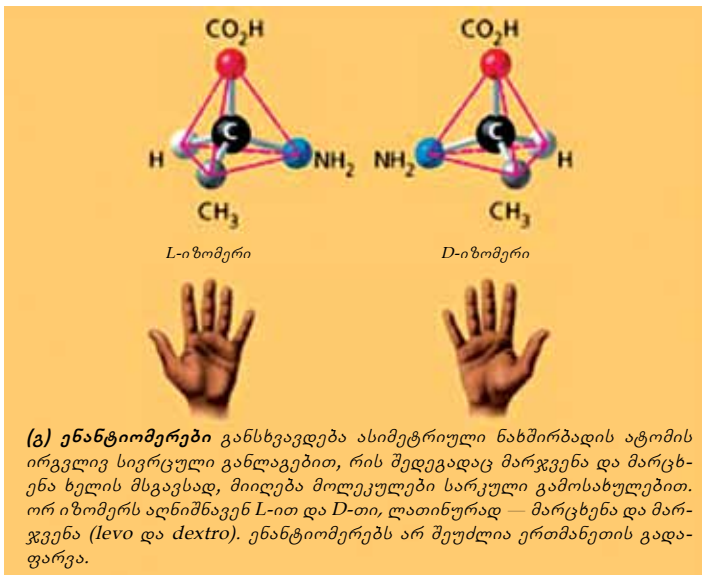 CO₂H CO₂H
C C
H NH₂ NH₂ H
CH₃ CH₃
L-იზომერი D-იზომერი
(გ) ენანტიომერები განსხვავდება ასიმეტრიული ნახშირბადის ატომის
ირგვლივ სივრცული განლაგებით, რის შედეგადაც მარჯვენა და მარცხ-
ენა ხელის მსგავსად, მიიღება მოლეკულები სარკული გამოსახულებით.
ორ იზომერს აღნიშნავენ L-ით და D-თი, ლათინურად — მარცხენა და მარ-
ჯვენა (levo და dextro). ენანტიომერებს არ შეუძლია ერთმანეთის გადა-
ფარვა.